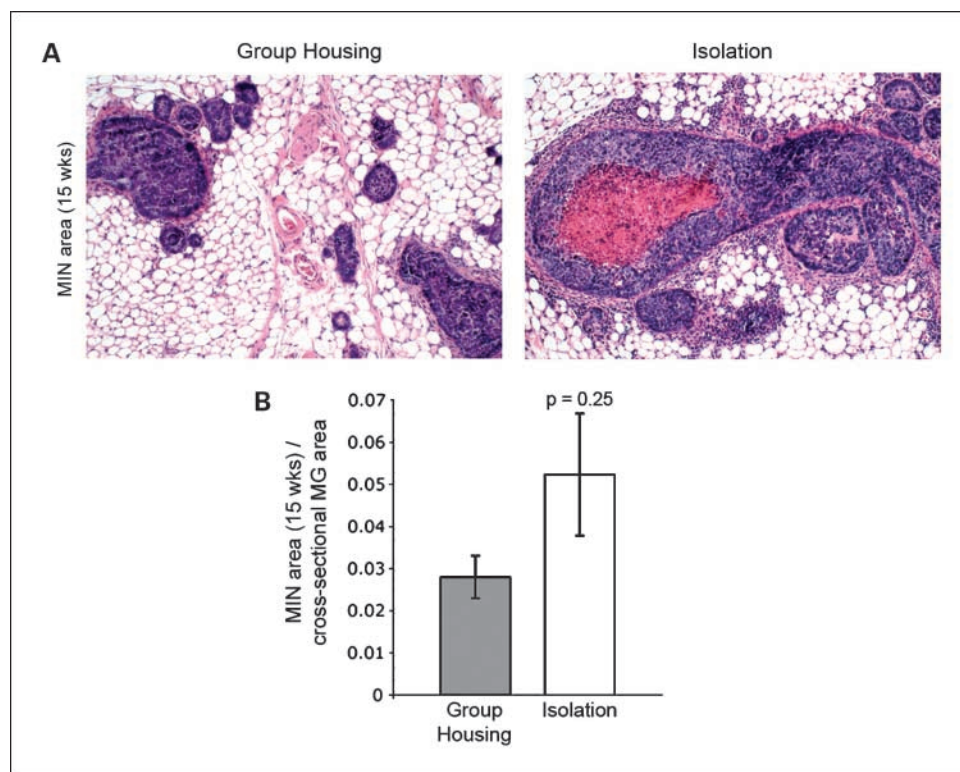 A
Group Housing
Isolation
MIN area (15 wks)
B
p = 0.25
MIN area (15 wks) /
cross-sectional MG area
0.07
0.06
0.05
0.04
0.03
0.02
0.01
0
Group
Housing
Isolation